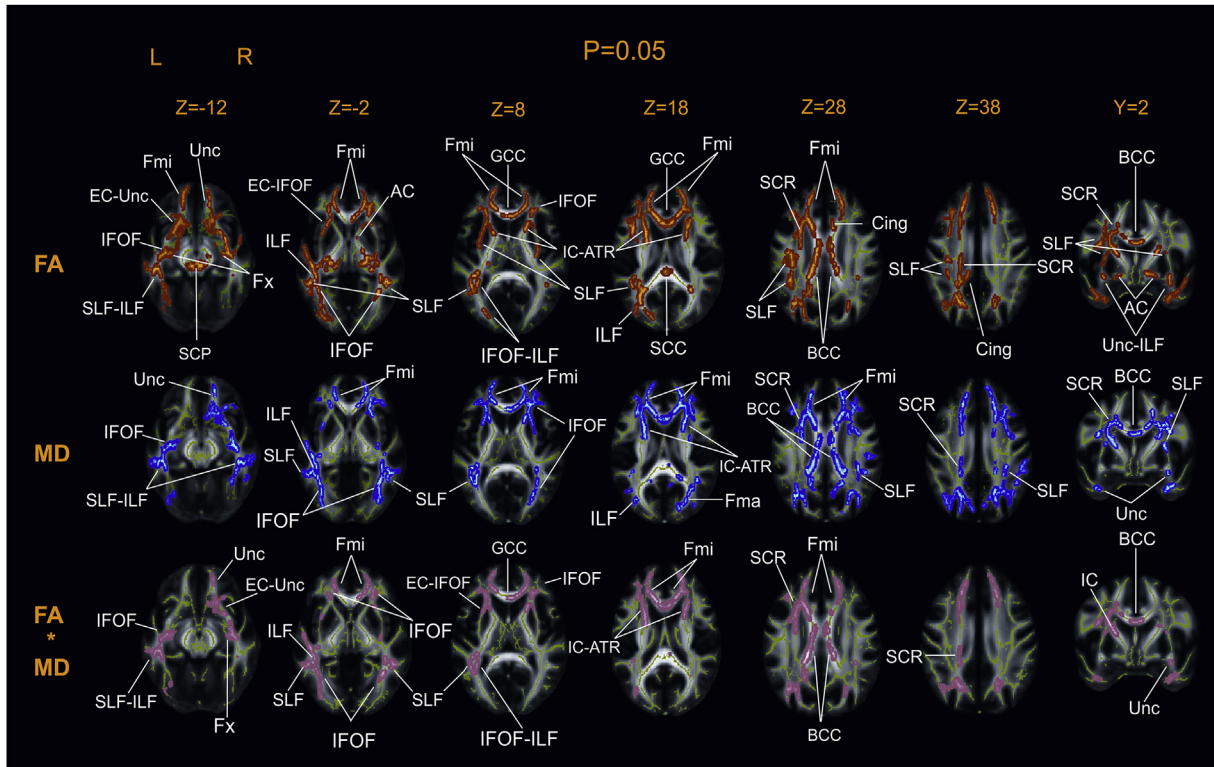 L R P=0.05
Z=-12 Z=-2 Z=8 Z=18 Z=28 Z=38 Y=2
FA
Fmi Unc
EC-Unc
IFOF
SLF-ILF
Fx
SCP
Fmi
EC-IFOF
AC
ILF
SLF
IFOF
Fmi
GCC
IFOF
IC-ATR
SLF
IFOF-ILF
GCC
Fmi
ILF
SCC
Fmi
SCR
Cing
SLF
BCC
SLF
SCR
Cing
BCC
SCR
SLF
AC
Unc-ILF
MD
Unc
IFOF
SLF-ILF
Fmi
ILF
SLF
IFOF
SLF
Fmi
IFOF
Fmi
IC-ATR
ILF
Fma
SCR
Fmi
BCC
SLF
SCR
SLF
BCC
SCR
SLF
Unc
FA
*
MD
Unc
EC-Unc
IFOF
SLF-ILF
Fx
Fmi
IFOF
ILF
SLF
SLF
IFOF
GCC
EC-IFOF
IFOF
IFOF-ILF
Fmi
IC-ATR
SCR
Fmi
BCC
SCR
BCC
IC
Unc